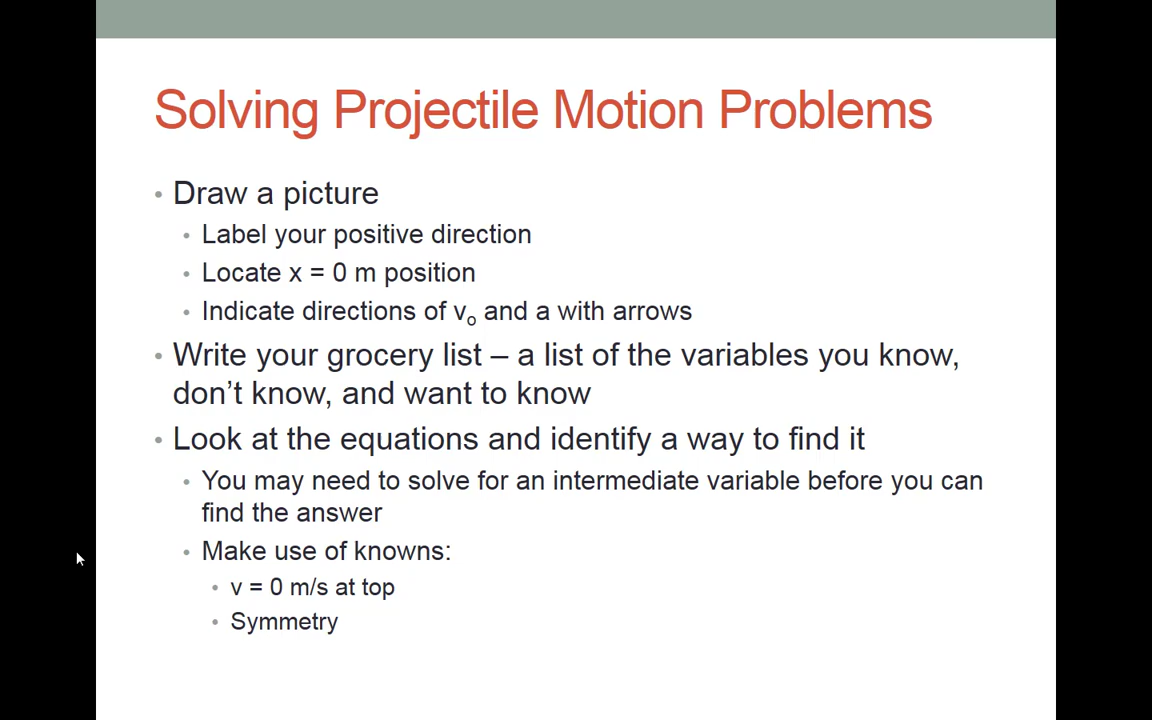 Solving Projectile Motion Problems
• Draw a picture
• Label your positive direction
• Locate x = 0 m position
• Indicate directions of vo and a with arrows
• Write your grocery list – a list of the variables you know,
don’t know, and want to know
• Look at the equations and identify a way to find it
• You may need to solve for an intermediate variable before you can
find the answer
• Make use of knowns:
• v = 0 m/s at top
• Symmetry